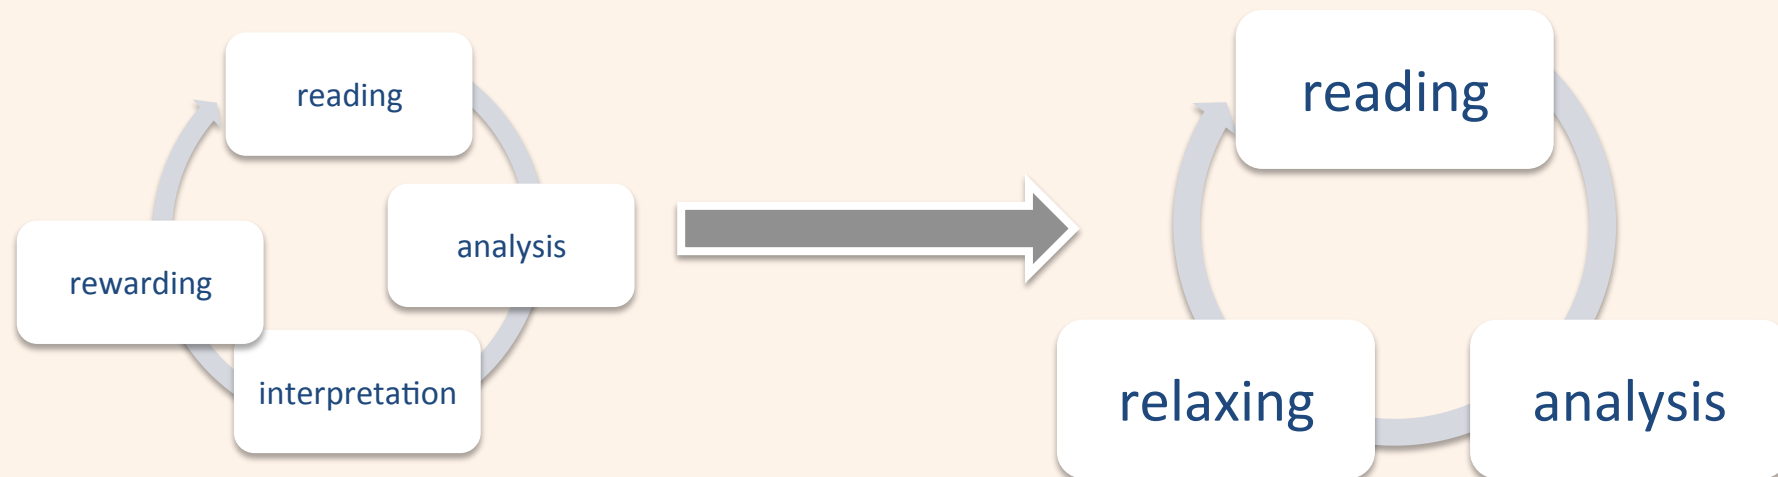 reading
analysis
interpretation
rewarding
reading
analysis
relaxing